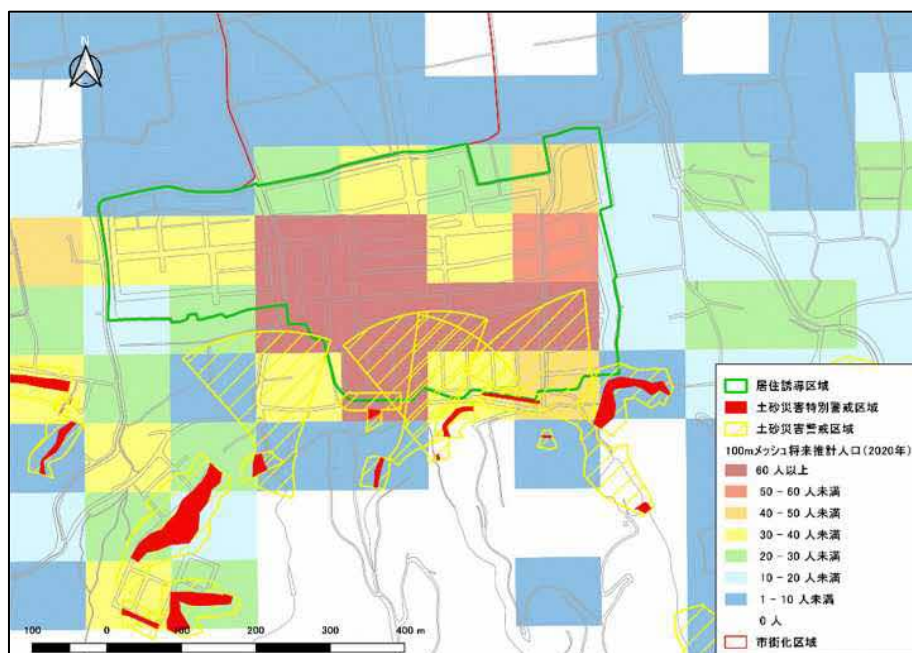 N
居住誘導区域
土砂災害特別警戒区域
土砂災害警戒区域
100mメッシュ将来推計人口(2020年)
60 人以上
50 - 60 人未満
40 - 50 人未満
30 - 40 人未満
20 - 30 人未満
10 - 20 人未満
1 - 10 人未満
0 人
市街化区域
100 0 100 200 300 400 m